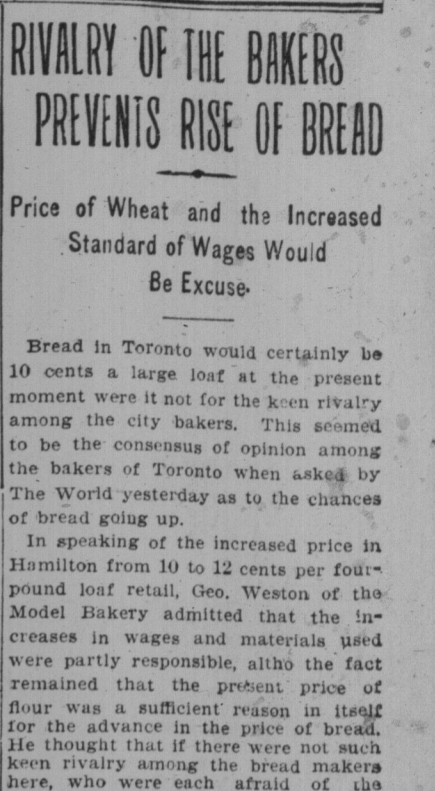 RIVALRY OF THE BAKERS
PREVENTS RISE OF BREAD
Price of Wheat and the Increased
Standard of Wages Would
Be Excuse.
Bread in Toronto would certainly be
10 cents a large loaf at the present
moment were it not for the keen rivalry
among the city bakers. This seemed
to be the consensus of opinion among
the bakers of Toronto when asked by
The World yesterday as to the chances
of bread going up.
In speaking of the increased price in
Hamilton from 10 to 12 cents per four-
pound loaf retail, Geo. Weston of the
Model Bakery admitted that the in-
creases in wages and materials used
were partly responsible, altho the fact
remained that the present price of
flour was a sufficient reason in itself
for the advance in the price of bread.
He thought that if there were not such
keen rivalry among the bread makers
here, who were each afraid of the